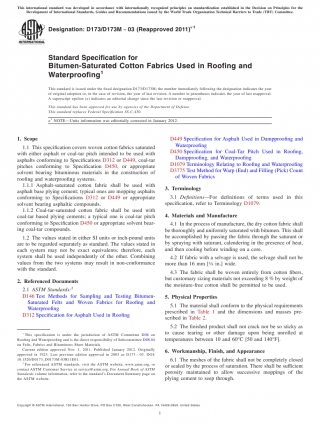 This international standard was developed in accordance with internationally recognized principles on standardization established in the Decision on Principles for the
Development of International Standards, Guides and Recommendations issued by the World Trade Organization Technical Barriers to Trade (TBT) Committee.
Designation: D173/D173M – 03 (Reapproved 2011)ε1
INTERNATIONAL
Standard Specification for
Bitumen-Saturated Cotton Fabrics Used in Roofing and
Waterproofing1
This standard is issued under the fixed designation D173/D173M; the number immediately following the designation indicates the year
of original adoption or, in the case of revision, the year of last revision. A number in parentheses indicates the year of last reapproval.
A superscript epsilon (ε) indicates an editorial change since the last revision or reapproval.
This standard has been approved for use by agencies of the Department of Defense.
This standard replaces Federal Specification SS-C-450.
ε1 NOTE—Units information was editorially corrected in January 2012.
1. Scope
1.1 This specification covers woven cotton fabrics saturated
with either asphalt or coal-tar pitch intended to be used with
asphalts conforming to Specifications D312 or D449, coal-tar
pitches conforming to Specification D450, or appropriate
solvent bearing bituminous materials in the construction of
roofing and waterproofing systems.
1.1.1 Asphalt-saturated cotton fabric shall be used with
asphalt base plying cement; typical ones are mopping asphalts
conforming to Specifications D312 or D449 or appropriate
solvent bearing asphaltic compounds.
1.1.2 Coal-tar-saturated cotton fabric shall be used with
coal-tar based plying cements; a typical one is coal-tar pitch
conforming to Specification D450 or appropriate solvent bear-
ing coal-tar compounds.
1.2 The values stated in either SI units or inch-pound units
are to be regarded separately as standard. The values stated in
each system may not be exact equivalents; therefore, each
system shall be used independently of the other. Combining
values from the two systems may result in non-conformance
with the standard.
2. Referenced Documents
2.1 ASTM Standards:2
D146 Test Methods for Sampling and Testing Bitumen-
Saturated Felts and Woven Fabrics for Roofing and
Waterproofing
D312 Specification for Asphalt Used in Roofing
1 This specification is under the jurisdiction of ASTM Committee D08 on
Roofing and Waterproofing and is the direct responsibility of Subcommittee
on Felts, Fabrics and Bituminous Sheet Materials.
Current edition approved Nov. 1, 2011. Published January 2012. Originally
approved in 1923. Last previous edition approved in 2003 as D173 – 03. DOI:
2 For referenced ASTM standards, visit the ASTM website, www.astm.org, or
contact ASTM Customer Service at service@astm.org. For Annual Book of ASTM
Standards volume information, refer to the standard's Document Summary page on
the ASTM website.
D449 Specification for Asphalt Used in Dampproofing and
Waterproofing
D450 Specification for Coal-Tar Pitch Used in Roofing,
Dampproofing, and Waterproofing
D1079 Terminology Relating to Roofing and Waterproofing
D3775 Test Method for Warp (End) and Filling (Pick) Count
of Woven Fabrics
3. Terminology
3.1 Definitions—For definitions of terms used in this
specification, refer to Terminology D1079.
4. Materials and Manufacture
4.1 In the process of manufacture, the dry cotton fabric shall
be thoroughly and uniformly saturated with bitumen. This shall
be accomplished by passing the fabric through the saturant or
by spraying with saturant, calendering in the presence of heat,
and then cooling before winding on a core.
4.2 If fabric with a selvage is used, the selvage shall not be
more than 16 mm [⅝ in.] wide.
4.3 The fabric shall be woven entirely from cotton fibers,
but customary sizing materials not exceeding 8 % by weight of
the moisture-free cotton shall be permitted to be used.
5. Physical Properties
5.1 The material shall conform to the physical requirements
prescribed in Table 1 and the dimensions and masses pre-
scribed in Table 2.
5.2 The finished product shall not crack nor be so sticky as
to cause tearing or other damage upon being unrolled at
temperatures between 10 and 60°C [50 and 140°F].
6. Workmanship, Finish, and Appearance
6.1 The meshes of the fabric shall not be completely closed
or sealed by the process of saturation. There shall be sufficient
porosity maintained to allow successive moppings of the
plying cement to seep through.
Copyright © ASTM International, 100 Barr Harbor Drive, PO Box C700, West Conshohocken, PA 19428-2959. United States
1